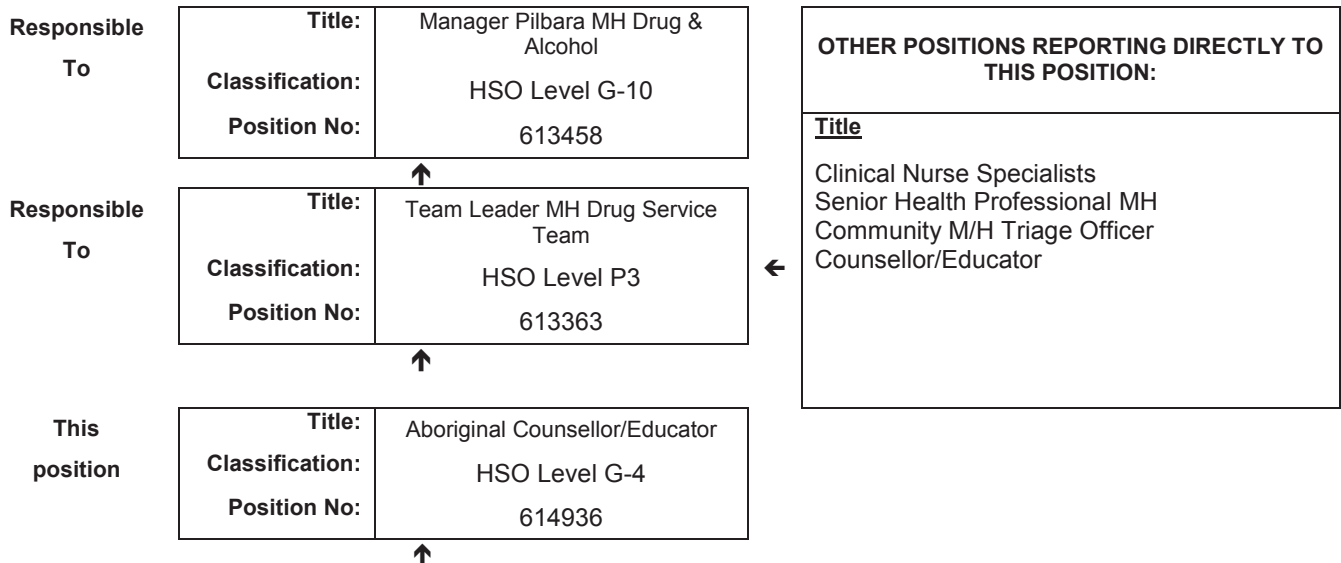 Responsible
To
Title:
Manager Pilbara MH Drug &
Alcohol
Classification:
HSO Level G-10
Position No:
613458
Responsible
To
Title:
Team Leader MH Drug Service
Team
Classification:
HSO Level P3
Position No:
613363
This
position
Title:
Aboriginal Counsellor/Educator
Classification:
HSO Level G-4
Position No:
614936
OTHER POSITIONS REPORTING DIRECTLY TO
THIS POSITION:
Title
Clinical Nurse Specialists
Senior Health Professional MH
Community M/H Triage Officer
Counsellor/Educator